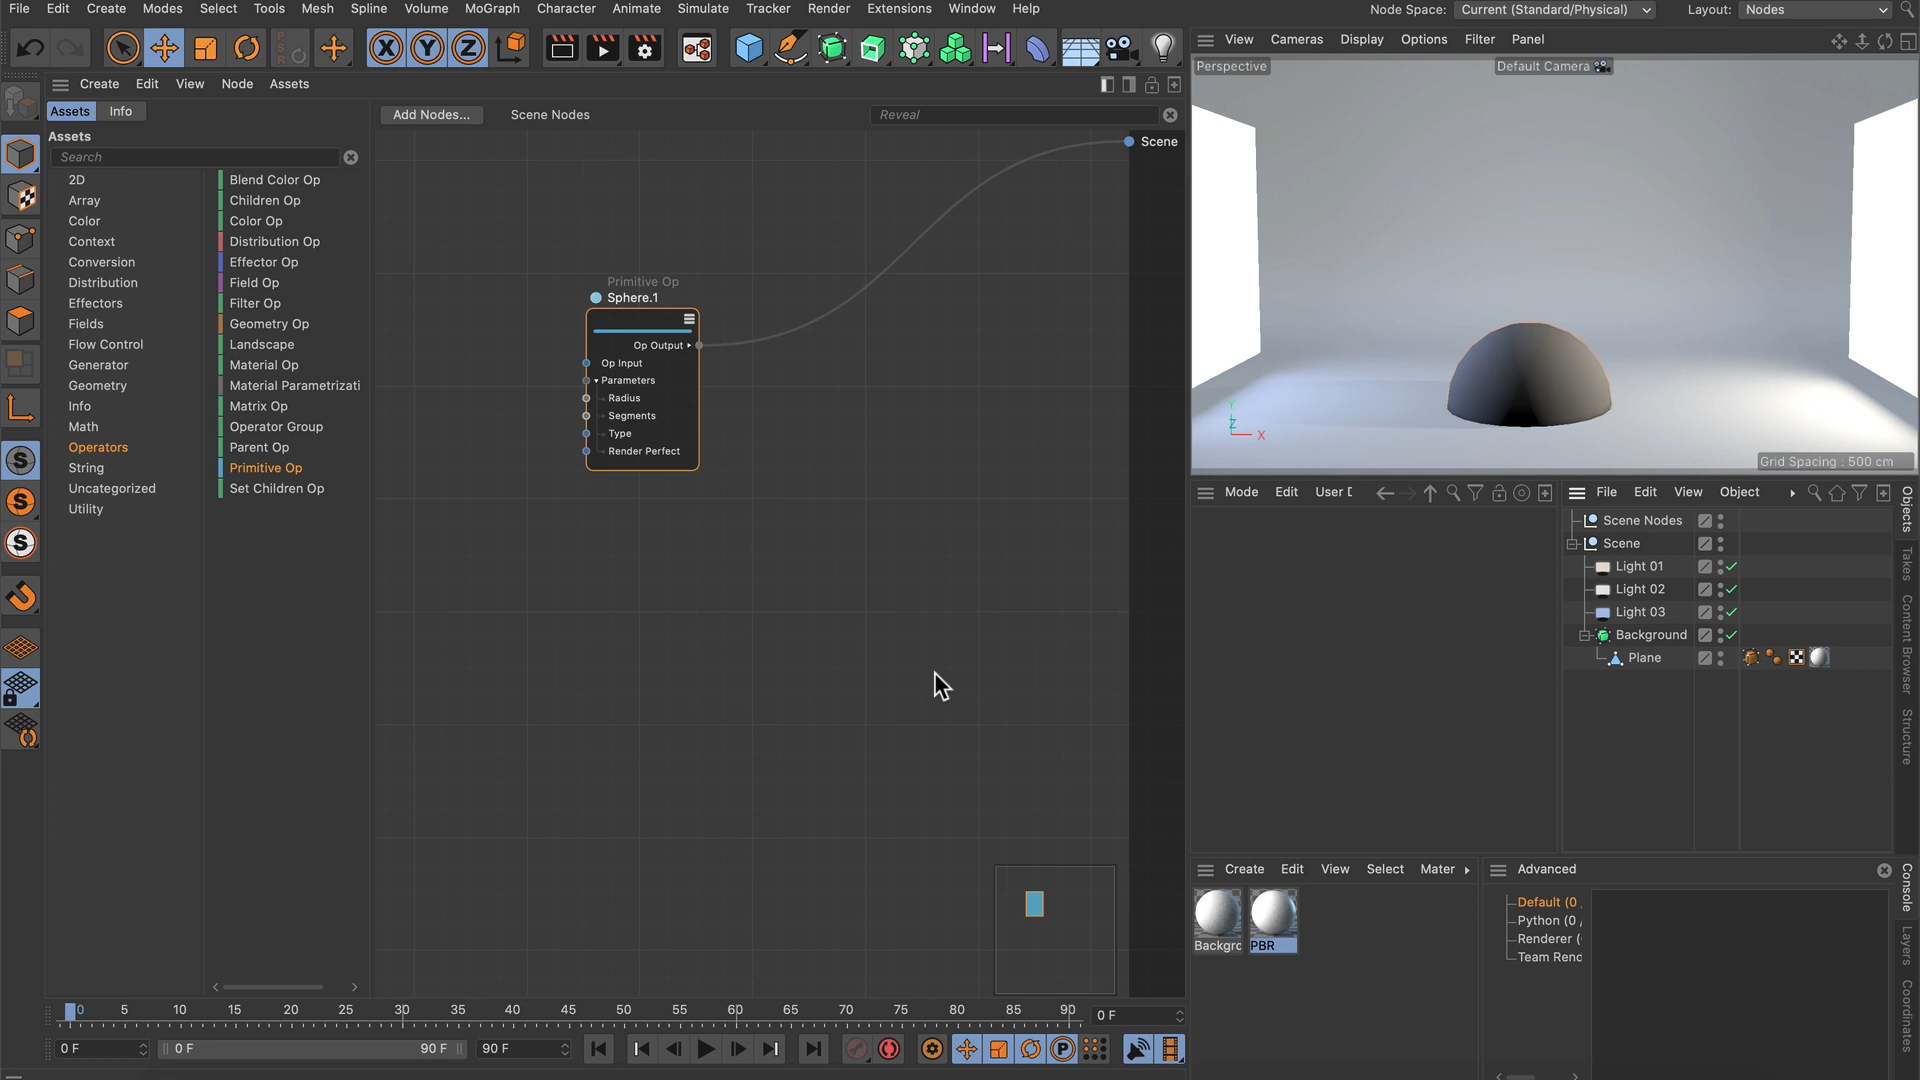 File Edit Create Modes Select Tools Mesh Spline Volume MoGraph Character Animate Simulate Tracker Render Extensions Window Help
Node Space: Current (Standard/Physical) Layout: Nodes
View Cameras Display Options Filter Panel
Perspective
Default Camera
Create Edit View Node Assets
Assets Info
Add Nodes... Scene Nodes Reveal
Assets
Search
2D
Array
Color
Context
Conversion
Distribution
Effectors
Fields
Flow Control
Generator
Geometry
Info
Math
Operators
String
Uncategorized
Utility
Blend Color Op
Children Op
Color Op
Distribution Op
Effector Op
Field Op
Filter Op
Geometry Op
Landscape
Material Op
Material Parametrizati
Matrix Op
Operator Group
Parent Op
Primitive Op
Set Children Op
Scene
Primitive Op
Sphere.1
Op Output
Op Input
Parameters
Radius
Segments
Type
Render Perfect
X Y Z
PSR
Y
Z
X
Grid Spacing : 500 cm
Mode Edit User
File Edit View Object
Scene Nodes
Scene
Light 01
Light 02
Light 03
Background
Plane
Objects
Takes
Content Browser
Structure
Create Edit View Select Mater
Backgrc
PBR
Advanced
Default (0
Python (0
Renderer (
Team Renc
Console
Layers
Coordinates
0 5 10 15 20 25 30 35 40 45 50 55 60 65 70 75 80 85 90
0 F
0 F
0 F 90 F
90 F
P
S
S
S